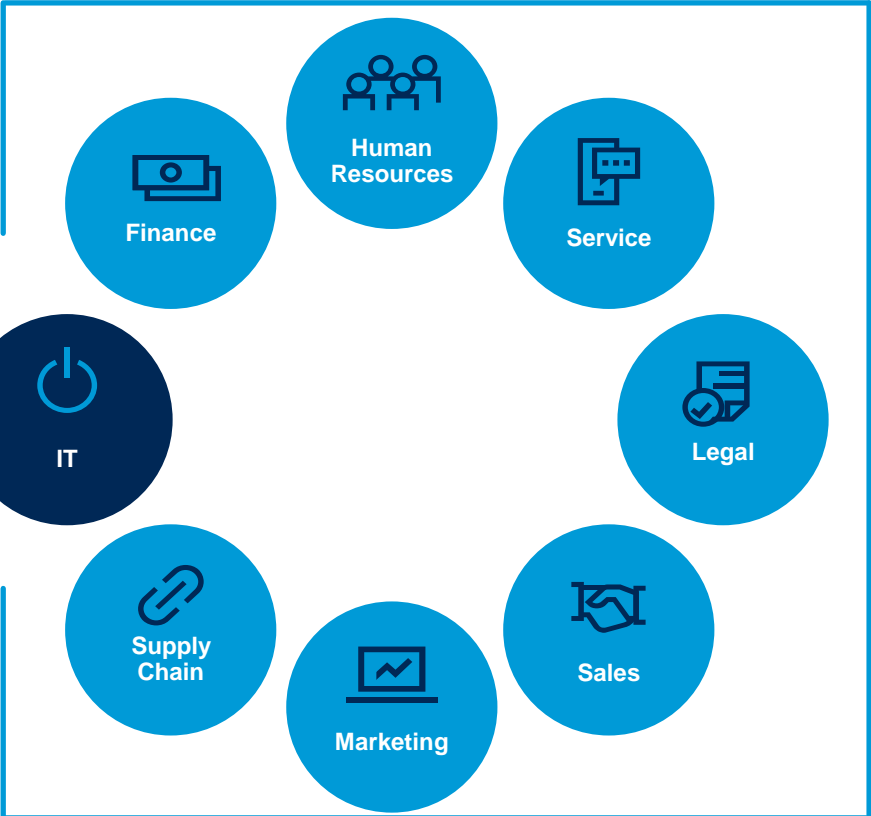 Human
Resources
Finance
Service
IT
Legal
Supply
Chain
Sales
Marketing